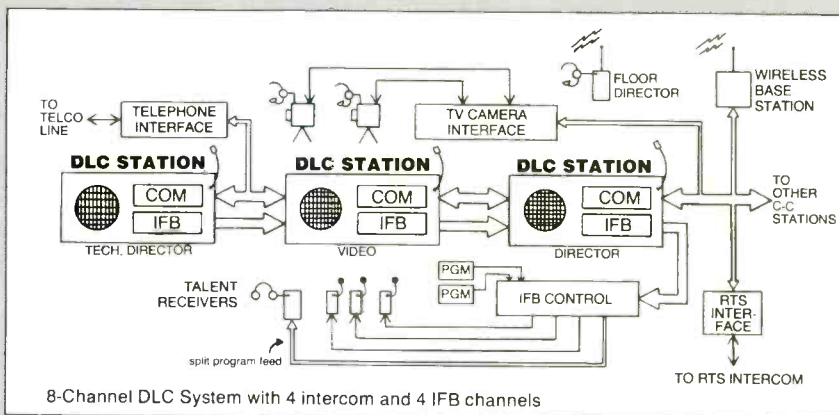 FLOOR
DIRECTOR
WIRELESS
BASE
STATION
TO
TELCO
LINE
TELEPHONE
INTERFACE
TV CAMERA
INTERFACE
DLC STATION
COM
IFB
TECH. DIRECTOR
DLC STATION
COM
IFB
VIDEO
DLC STATION
COM
IFB
DIRECTOR
TO
OTHER
C-C
STATIONS
TALENT
RECEIVERS
PGM
PGM
IFB CONTROL
RTS
INTER-
FACE
split program feed
TO RTS INTERCOM
8-Channel DLC System with 4 intercom and 4 IFB channels